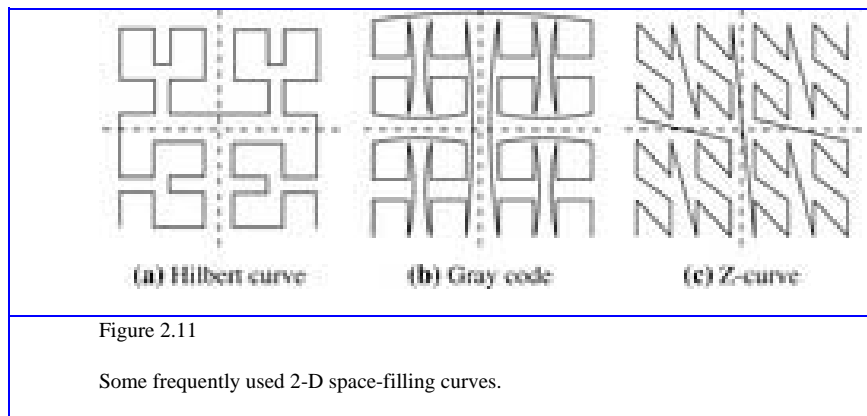 (a) Hilbert curve (b) Gray code (c) Z-curve
Figure 2.11
Some frequently used 2-D space-filling curves.